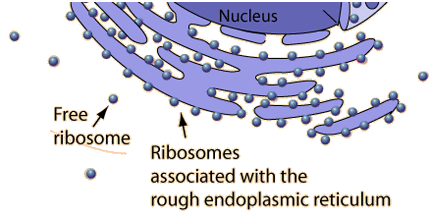 Nucleus
Free
ribosome
Ribosomes
associated with the
rough endoplasmic reticulum